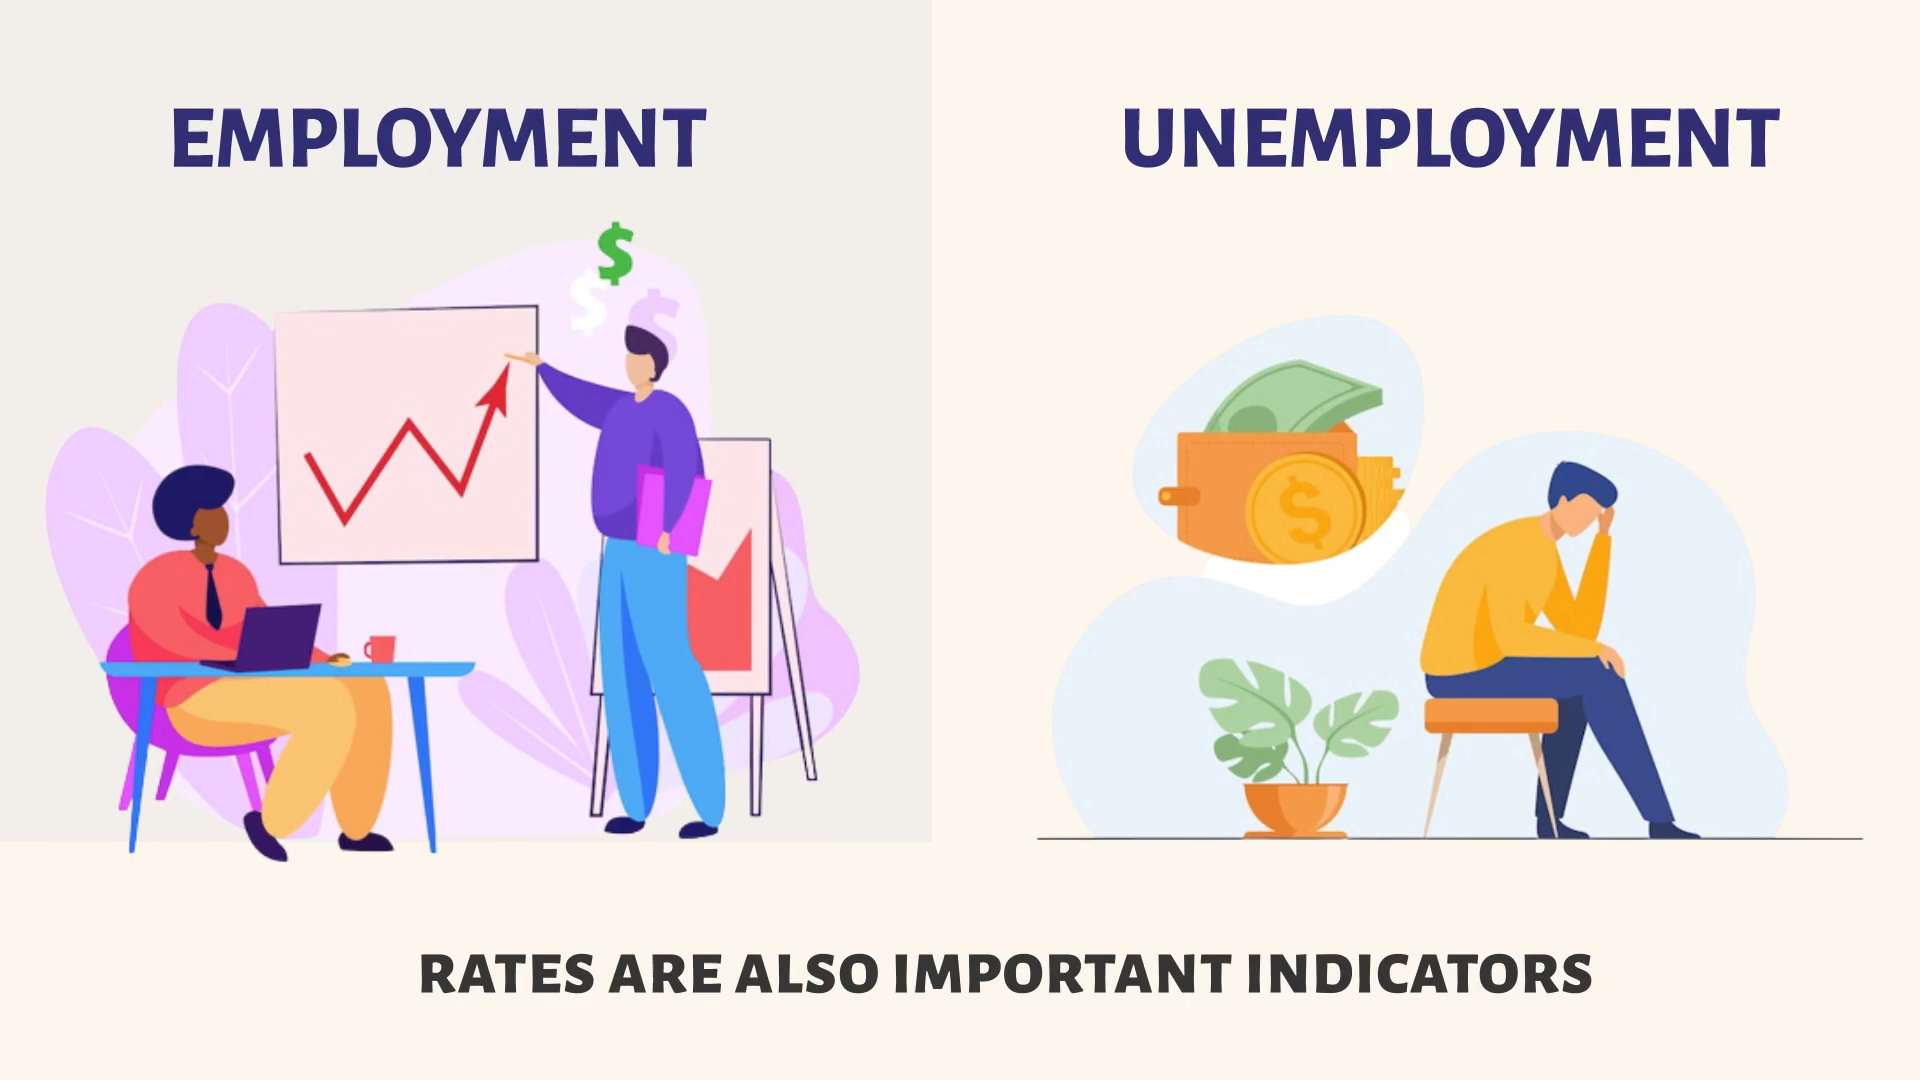 EMPLOYMENT
UNEMPLOYMENT
$
$
$
$
RATES ARE ALSO IMPORTANT INDICATORS